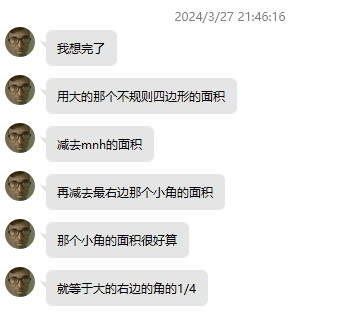 2024/3/27 21:46:16
我想完了
用大的那个不规则四边形的面积
减去mnh的面积
再减去最右边那个小角的面积
那个小角的面积很好算
就等于大的右边的角的1/4